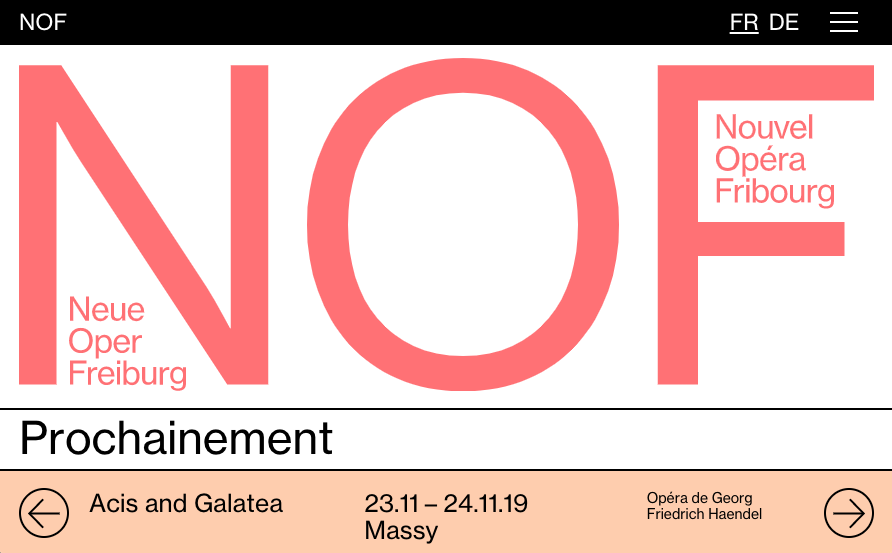 NOF
FR DE
NOF
Nouvel
Opéra
Fribourg
Neue
Oper
Freiburg
Prochainement
Acis and Galatea
23.11 – 24.11.19
Massy
Opéra de Georg
Friedrich Haendel